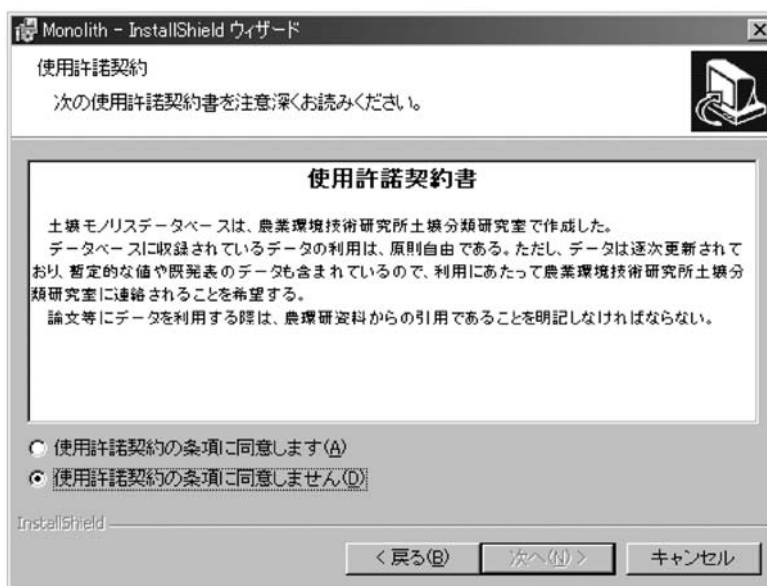 Monolith - InstallShield ウィザード
使用許諾契約
次の使用許諾契約書を注意深くお読みください。
使用許諾契約書
土壌モノリスデータベースは、農業環境技術研究所土壌分類研究室で作成した。
データベースに収録されているデータの利用は、原則自由である。ただし、データは逐次更新されて
おり、暫定的な値や既発表のデータも含まれているので、利用にあたって農業環境技術研究所土壌分
類研究室に連絡されることを希望する。
論文等にデータを利用する際は、農環研資料からの引用であることを明記しなければならない。
使用許諾契約の条項に同意します(A)
使用許諾契約の条項に同意しません(D)
InstallShield
< 戻る(B) 次へ(N) > キャンセル